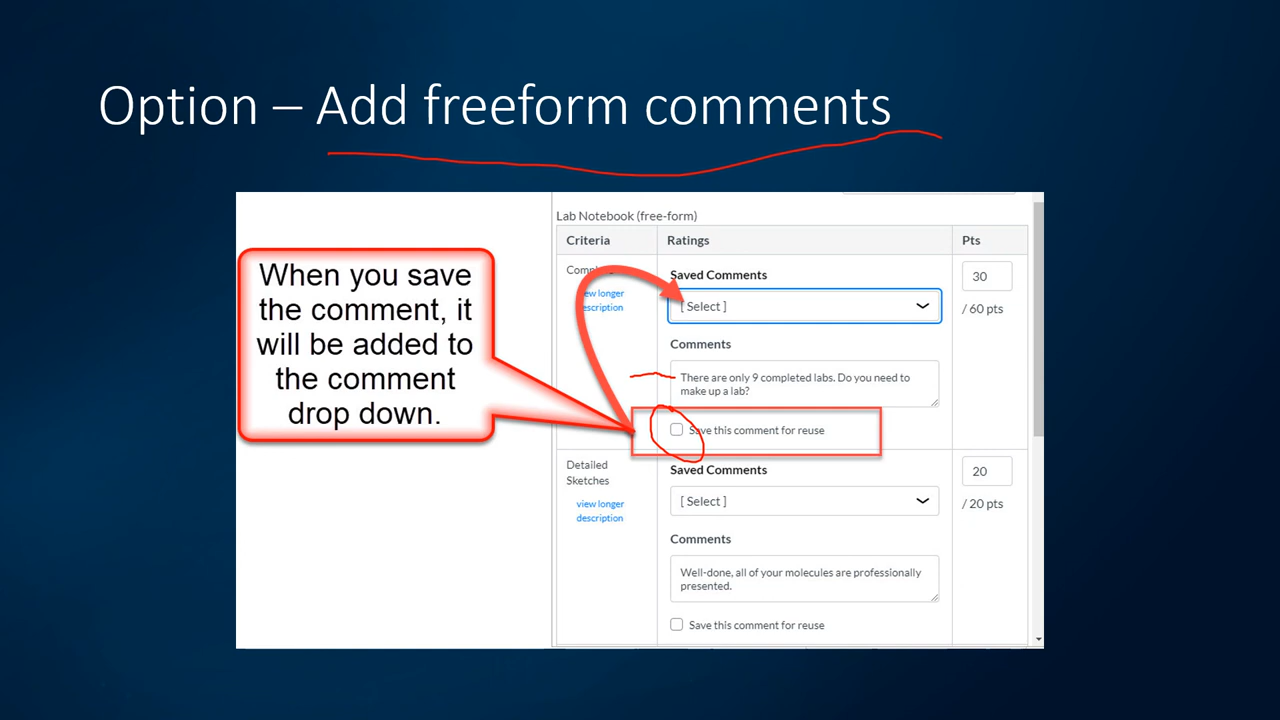 Option – Add freeform comments
When you save
the comment, it
will be added to
the comment
drop down.
Lab Notebook (free-form)
Criteria
Ratings
Pts
Saved Comments
[ Select ]
30
/ 60 pts
longer
Comments
There are only 9 completed labs. Do you need to
make up a lab?
Save this comment for reuse
Detailed
Sketches
view longer
description
Saved Comments
[ Select ]
20
/ 20 pts
Comments
Well-done, all of your molecules are professionally
presented.
Save this comment for reuse